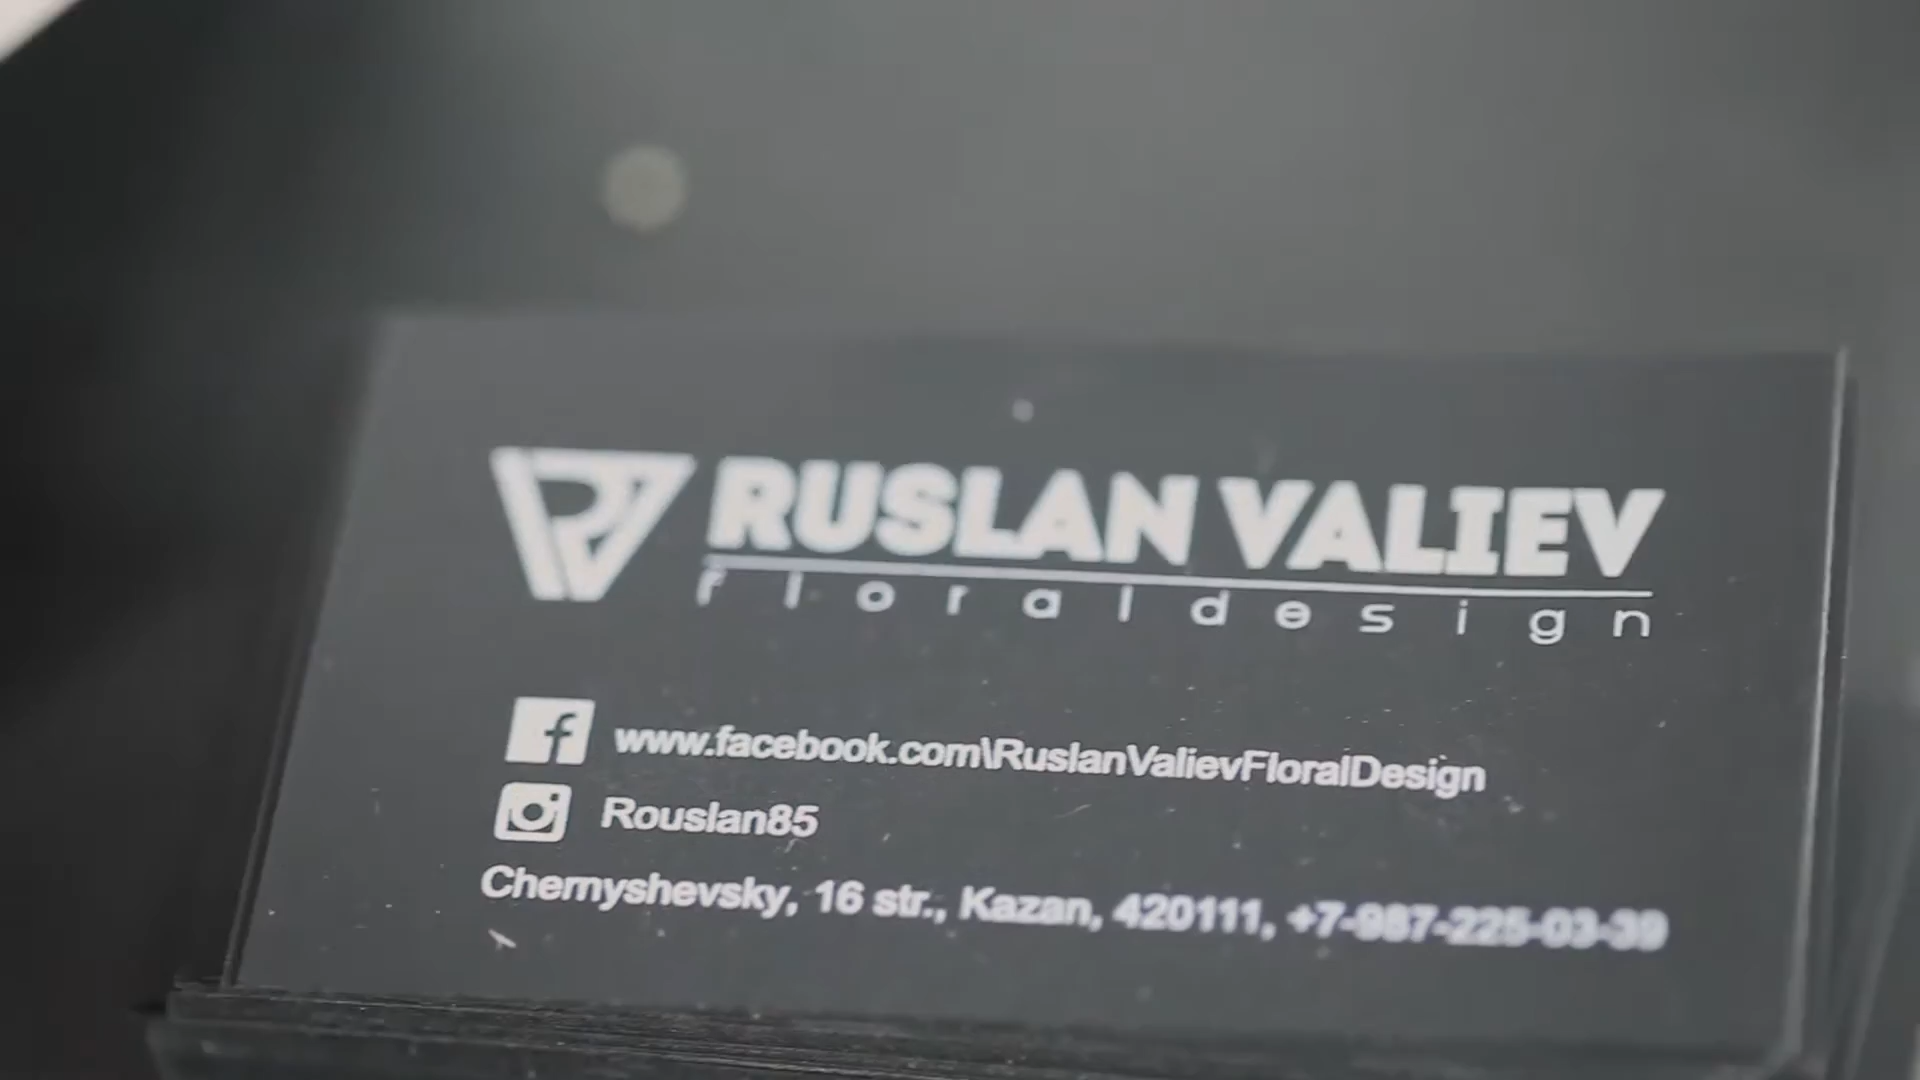 RUSLAN VALIEV
floraldesign
www.facebook.com\RuslanValievFloralDesign
Rouslan85
Chernyshevsky, 16 str., Kazan, 420111, +7-987-225-03-39